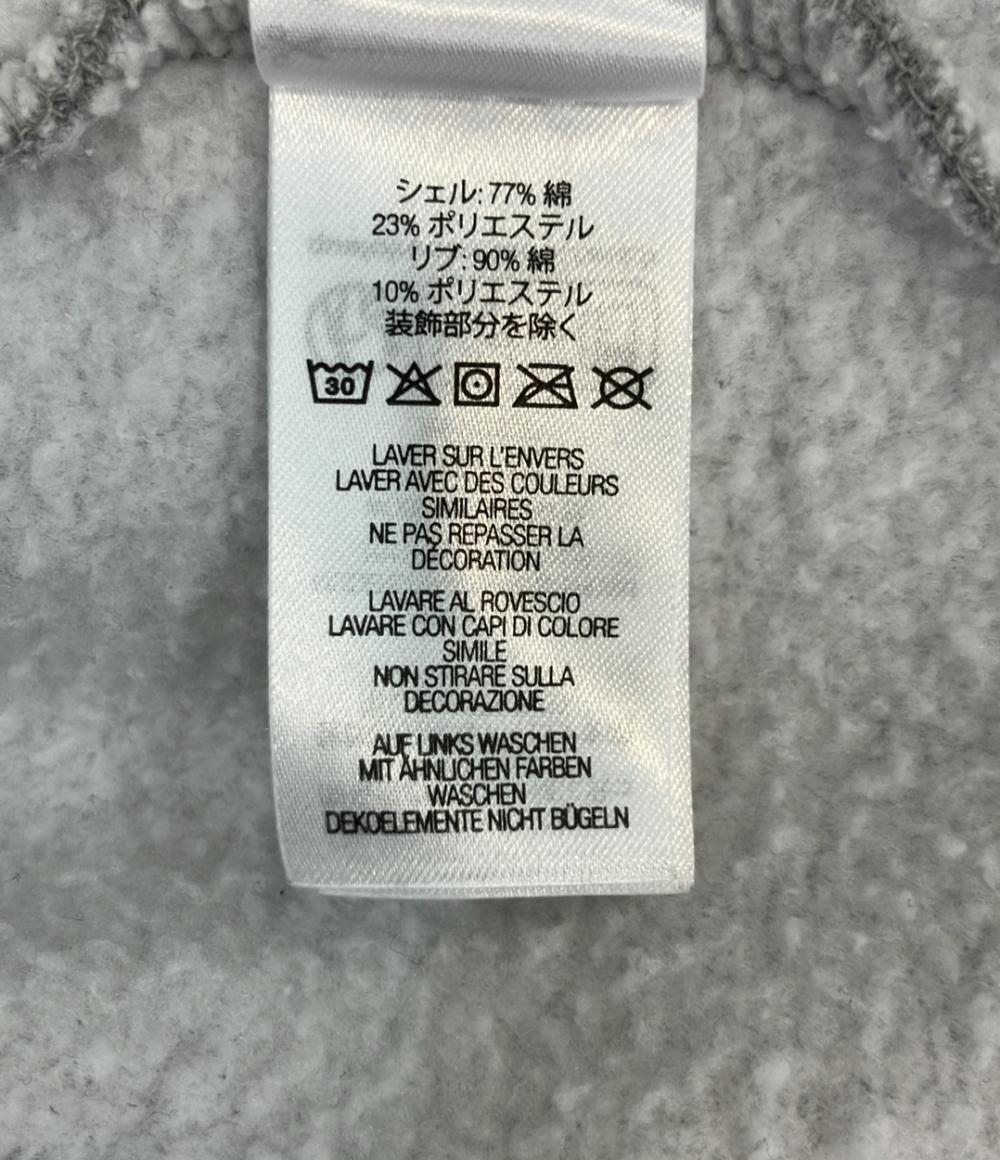 シェル: 77% 綿
23% ポリエステル
リブ: 90% 綿
10% ポリエステル
装飾部分を除く
30
LAVER SUR L'ENVERS
LAVER AVEC DES COULEURS
SIMILAIRES
NE PAS REPASSER LA
DÉCORATION
LAVARE AL ROVESCIO
LAVARE CON CAPI DI COLORE
SIMILE
NON STIRARE SULLA
DECORAZIONE
AUF LINKS WASCHEN
MIT ÄHNLICHEN FARBEN
WASCHEN
DEKOELEMENTE NICHT BÜGELN